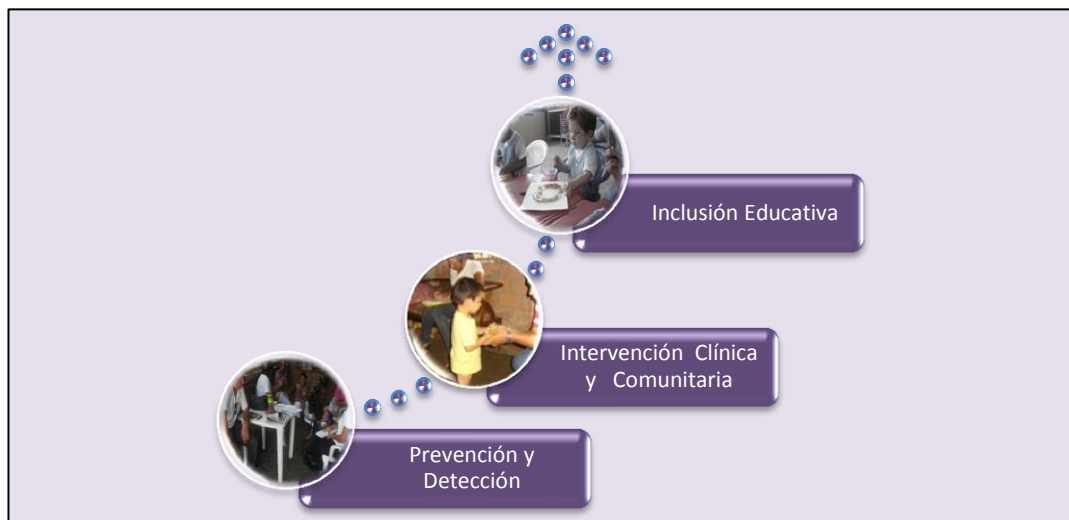 Inclusión Educativa
Intervención Clínica
y Comunitaria
Prevención y
Detección